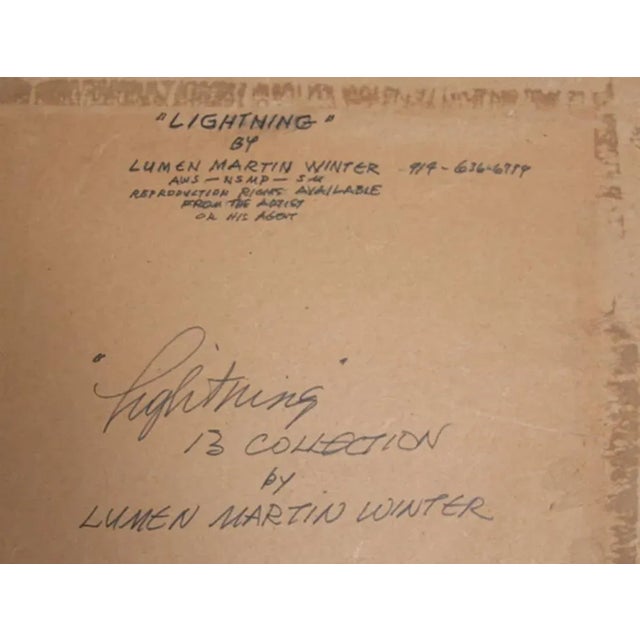 "LIGHTNING"
BY
LUMEN MARTIN WINTER 914-636-6794
AWS-NSMP-SM
REPRODUCTION RIGHTS AVAILABLE
FROM THE ARTIST
OR HIS AGENT
"Lightning"
13 COLLECTION
by
LUMEN MARTIN WINTER